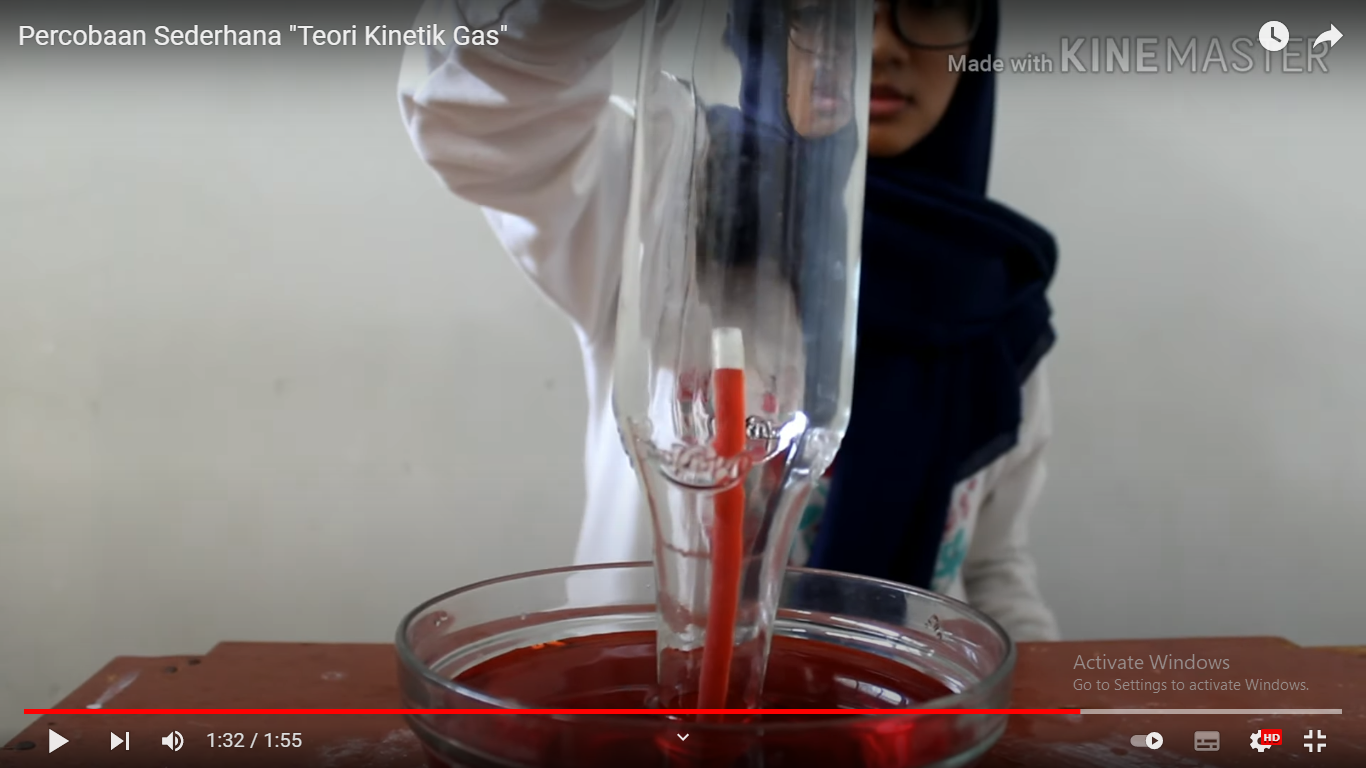 Percobaan Sederhana "Teori Kinetik Gas"
Made with KINEMASTER
Activate Windows
Go to Settings to activate Windows.
1:32 / 1:55
HD